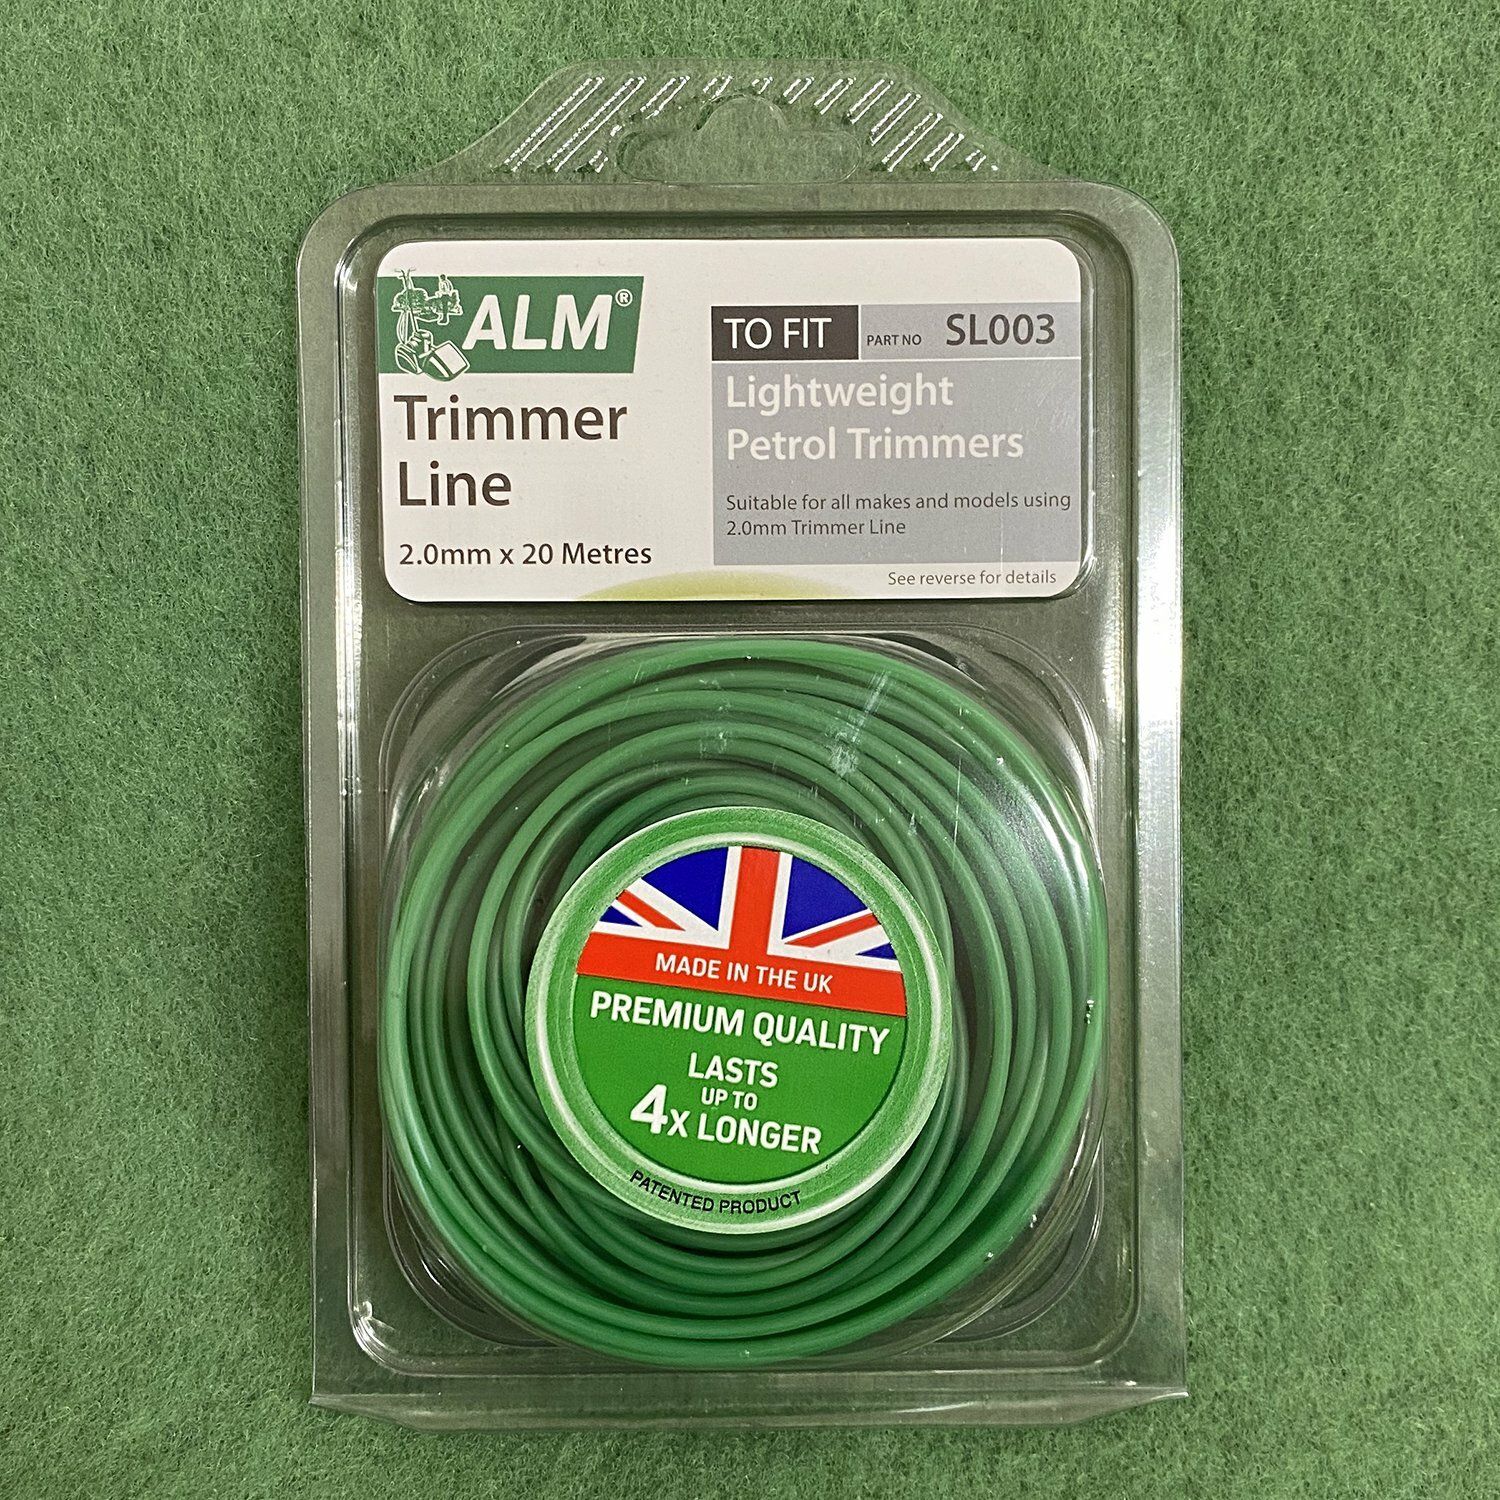 ALM®
Trimmer
Line
2.0mm x 20 Metres
TO FIT PART NO SL003
Lightweight
Petrol Trimmers
Suitable for all makes and models using
2.0mm Trimmer Line
See reverse for details
MADE IN THE UK
PREMIUM QUALITY
LASTS
UP TO
4X LONGER
PATENTED PRODUCT